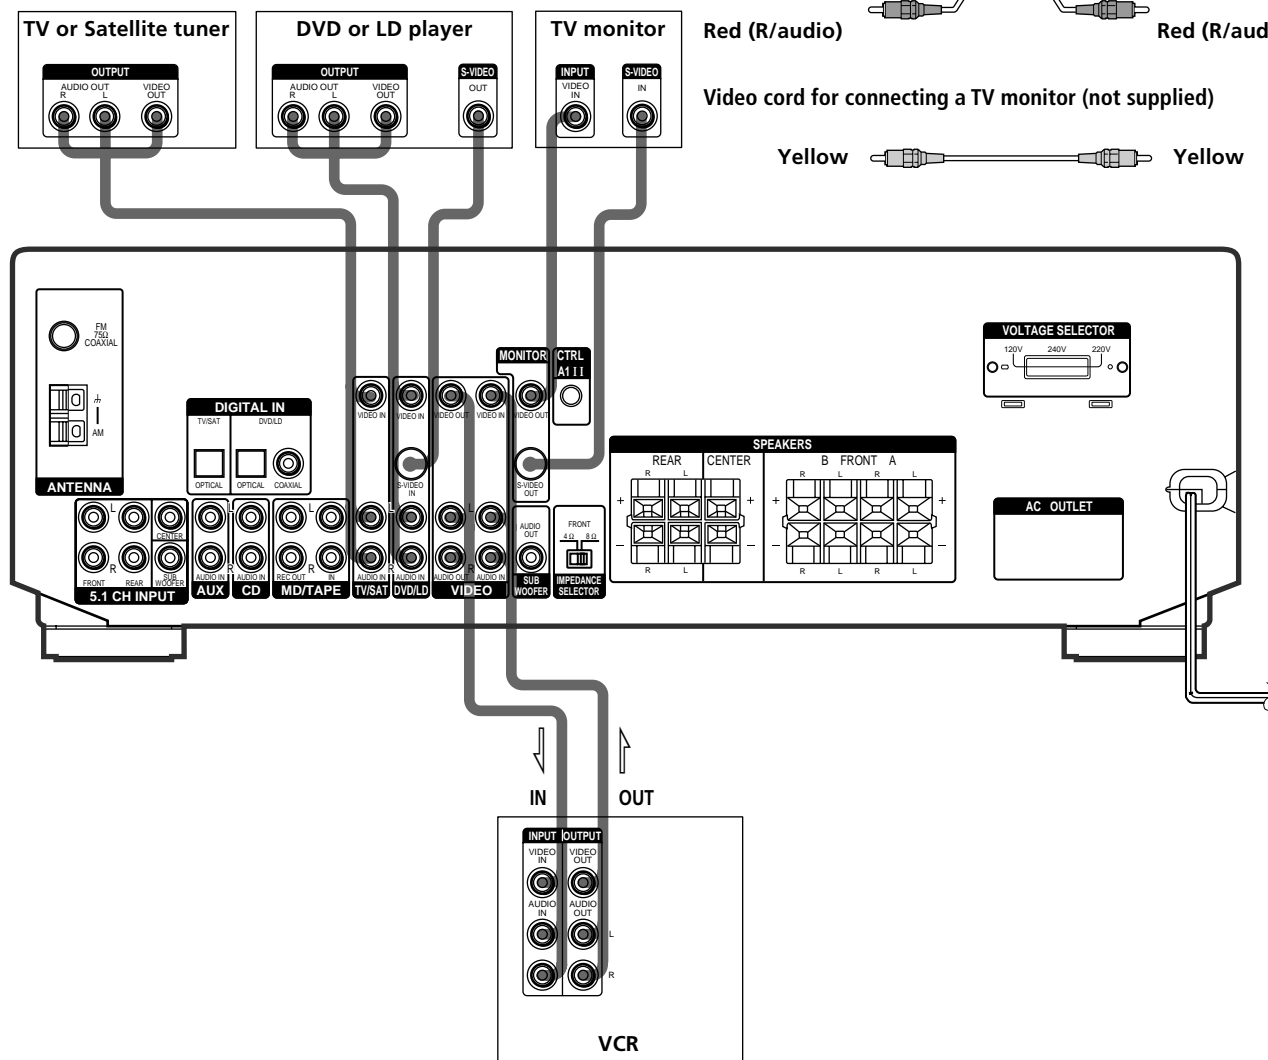 TV or Satellite tuner
OUTPUT
AUDIO OUT
R L
VIDEO
OUT
DVD or LD player
OUTPUT
AUDIO OUT
R L
VIDEO
OUT
S-VIDEO
OUT
TV monitor
INPUT
VIDEO
IN
S-VIDEO
IN
Red (R/audio)
Red (R/aud
Video cord for connecting a TV monitor (not supplied)
Yellow
Yellow
FM
75Ω
COAXIAL
AM
ANTENNA
DIGITAL IN
TV/SAT
DVD/LD
OPTICAL
OPTICAL
COAXIAL
MONITOR
CTRL
A1 II
VIDEO IN
VIDEO IN
VIDEO OUT
VIDEO IN
VIDEO OUT
S-VIDEO
IN
S-VIDEO
OUT
VOLTAGE SELECTOR
120V
240V
220V
SPEAKERS
REAR
CENTER
B FRONT A
R L
R L R L
+ +
+ +
– –
– –
R L
R L R L
AC OUTLET
L
L
L
L
L
CENTER
R
R
R
R
R
FRONT
REAR
SUB
WOOFER
5.1 CH INPUT
AUDIO IN
AUX
AUDIO IN
CD
REC OUT
IN
MD/TAPE
AUDIO IN
TV/SAT
AUDIO IN
DVD/LD
AUDIO OUT
AUDIO IN
VIDEO
AUDIO
OUT
SUB
WOOFER
FRONT
4 Ω 8 Ω
IMPEDANCE
SELECTOR
IN
OUT
INPUT
OUTPUT
VIDEO
IN
VIDEO
OUT
AUDIO
IN
AUDIO
OUT
L
R
VCR